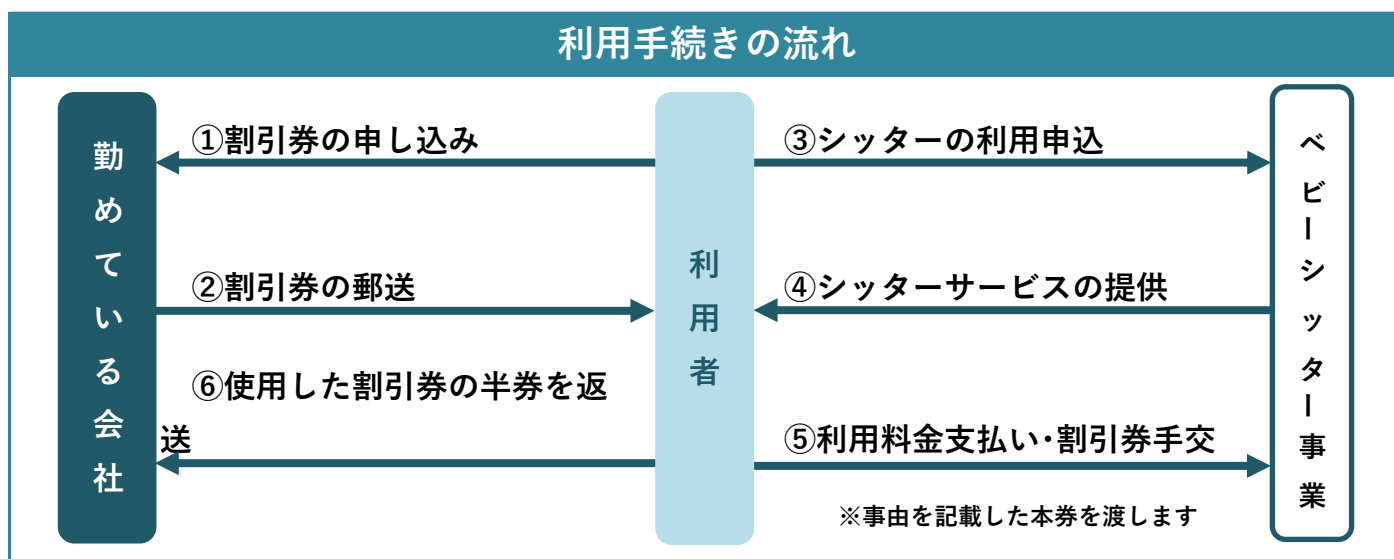 利用手続きの流れ
勤めている会社
①割引券の申し込み
②割引券の郵送
⑥使用した割引券の半券を返
送
利用者
③シッターの利用申込
④シッターサービスの提供
⑤利用料金支払い・割引券手交
※事由を記載した本券を渡します
ベビーシッター事業